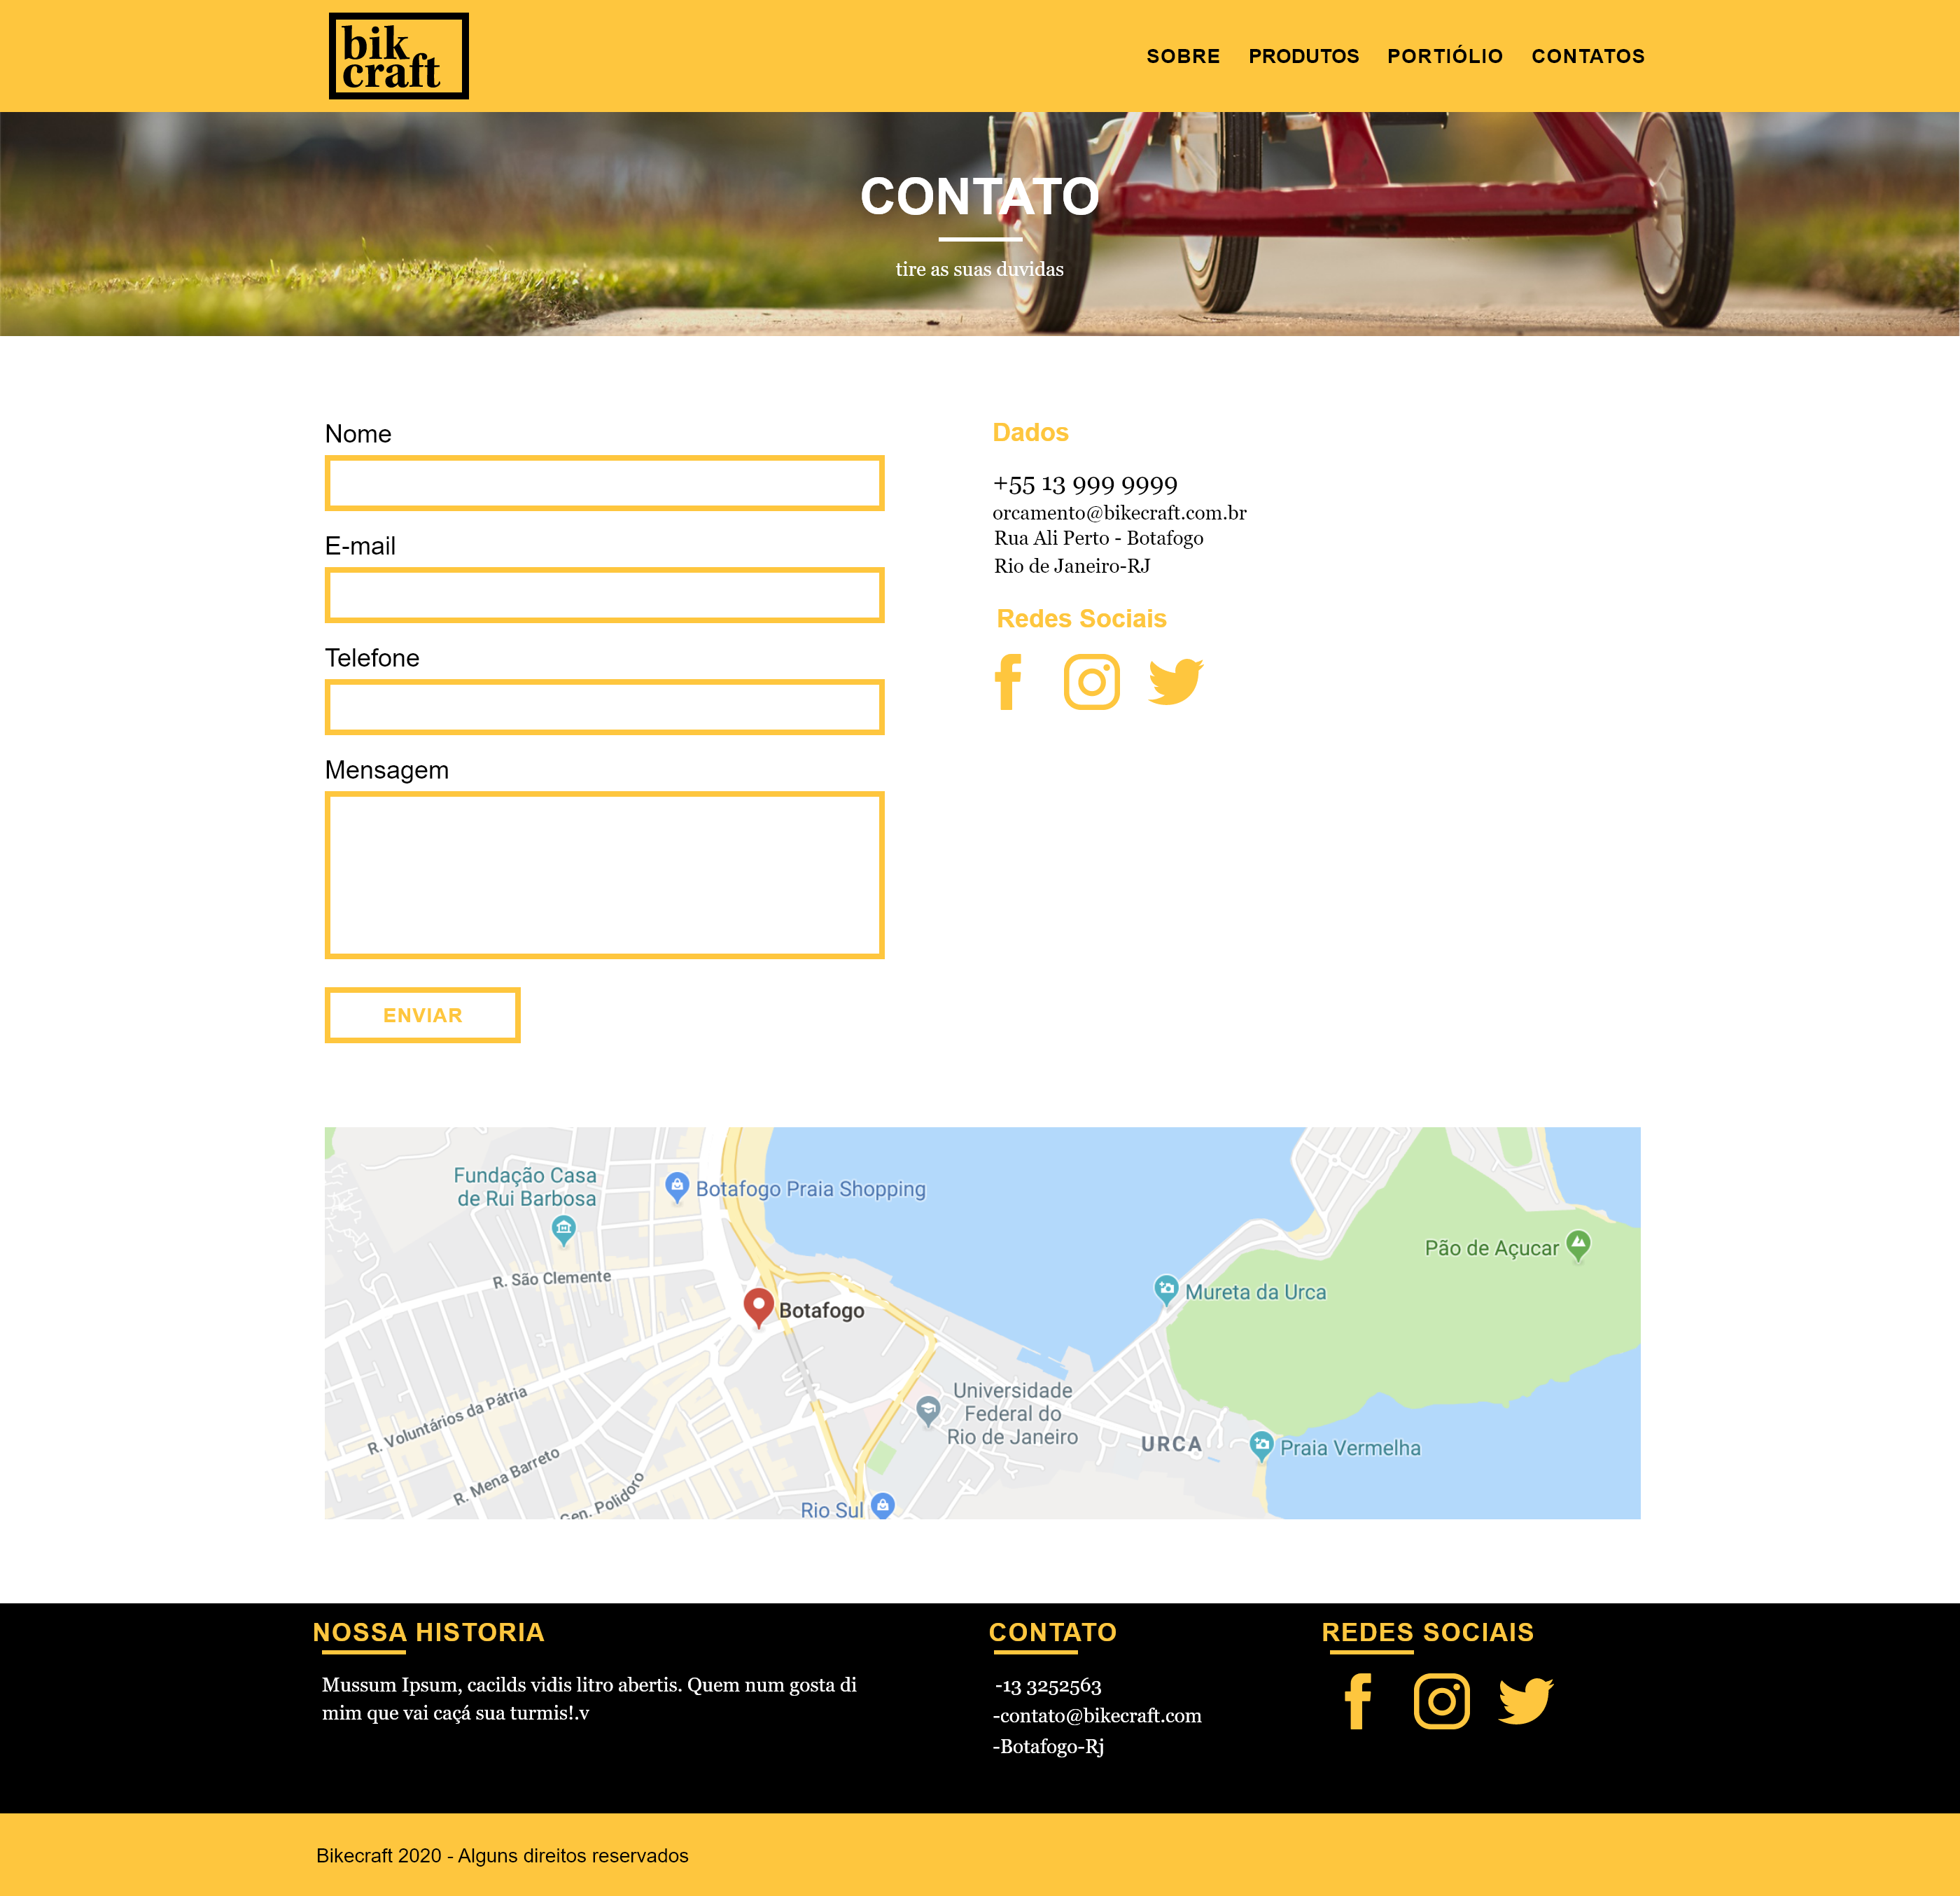 bik
craft
SOBRE PRODUTOS PORTIÓLIO CONTATOS
CONTATO
tire as suas duvidas
Nome
E-mail
Telefone
Mensagem
ENVIAR
Dados
+55 13 999 9999
orcamento@bikecraft.com.br
Rua Ali Perto - Botafogo
Rio de Janeiro-RJ
Redes Sociais
Fundação Casa
de Rui Barbosa
Botafogo Praia Shopping
R. São Clemente
Botafogo
Pão de Açucar
Mureta da Urca
R. Voluntários da Pátria
R. Mena Barreto
Gen. Polidoro
Universidade
Federal do
Rio de Janeiro
URCA
Praia Vermelha
Rio Sul
NOSSA HISTORIA
Mussum Ipsum, cacilds vidis litro abertis. Quem num gosta di
mim que vai caçá sua turmis!.v
CONTATO
-13 3252563
-contato@bikecraft.com
-Botafogo-Rj
REDES SOCIAIS
Bikecraft 2020 - Alguns direitos reservados